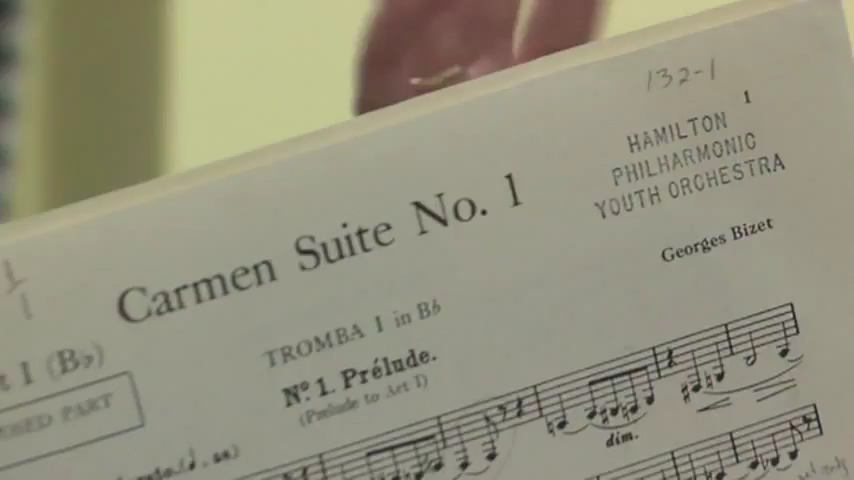 132-1
1
HAMILTON
PHILHARMONIC
YOUTH ORCHESTRA
Carmen Suite No. 1
Georges Bizet
TROMBA I in B♭
I (B♭)
Nº 1. Prélude.
(Prelude to Act I)
PART
dim.